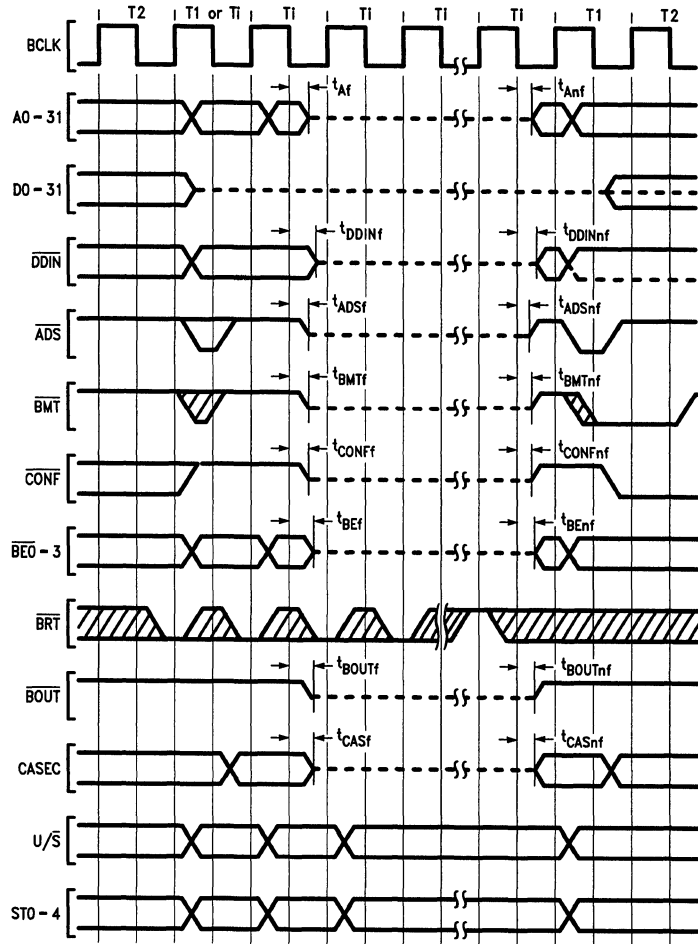 T2 T1 or Ti Ti Ti Ti Ti T1 T2
BCLK
tAf tAnf
A0-31
D0-31
tDDINf tDDINnf
DDIN
tADSf tADSnf
ADS
tBMTf tBMTnf
BMT
tCONFf tCONFnf
CONF
tBEf tBEnf
BE0-3
BRT
tBOUTf tBOUTnf
BOUT
tCASf tCASnf
CASEC
U/S
ST0-4